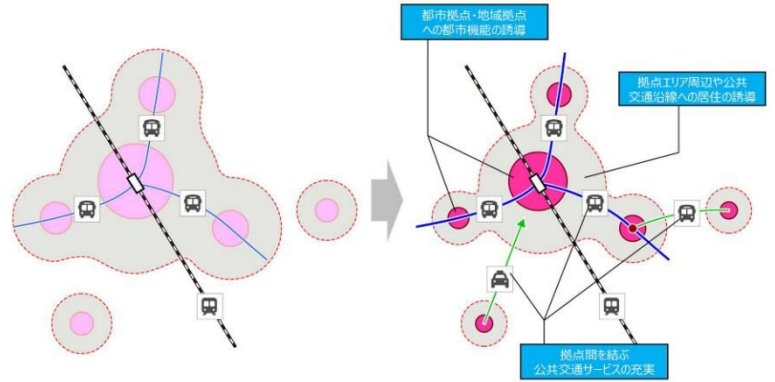 都市拠点・地域拠点
への都市機能の誘導
拠点エリア周辺や公共
交通沿線への居住の誘導
拠点間を結ぶ
公共交通サービスの充実